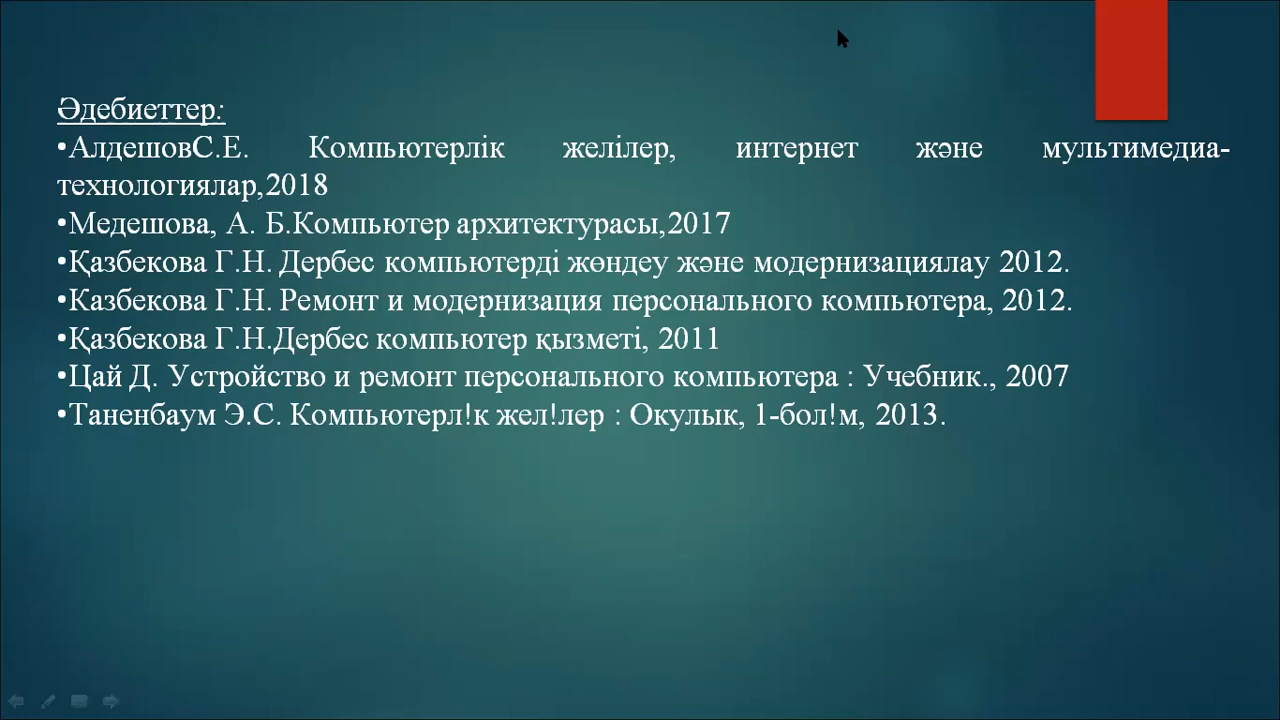 Әдебиеттер:
•АлдешовС.Е. Компьютерлік желілер, интернет және мультимедиа-
технологиялар,2018
•Медешова, А. Б.Компьютер архитектурасы,2017
•Қазбекова Г.Н. Дербес компьютерді жөндеу және модернизациялау 2012.
•Казбекова Г.Н. Ремонт и модернизация персонального компьютера, 2012.
•Қазбекова Г.Н.Дербес компьютер қызметі, 2011
•Цай Д. Устройство и ремонт персонального компьютера : Учебник., 2007
•Таненбаум Э.С. Компьютерл!к жел!лер : Окулык, 1-бол!м, 2013.